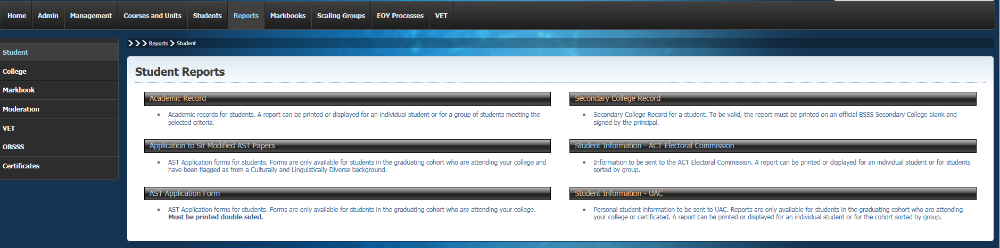 Home Admin Management Courses and Units Students Reports Markbooks Scaling Groups EOY Processes VET
Reports Student
Student
College
Markbook
Moderation
VET
OBSSS
Certificates
Student Reports
Academic Record
Academic records for students. A report can be printed or displayed for an individual student or for a group of students meeting the
selected criteria.
Secondary College Record
Secondary College Record for a student. To be valid, the report must be printed on an official BSSS Secondary College blank and
signed by the principal.
Application to Sit Modified AST Papers
AST Application forms for students. Forms are only available for students in the graduating cohort who are attending your college and
have been flagged as from a Culturally and Linguistically Diverse background.
Student Information - ACT Electoral Commission
Information to be sent to the ACT Electoral Commission. A report can be printed or displayed for an individual student or for students
sorted by group.
AST Application Form
AST Application forms for students. Forms are only available for students in the graduating cohort who are attending your college.
Must be printed double sided.
Student Information - UAC
Personal student information to be sent to UAC. Reports are only available for students in the graduating cohort who are attending
your college or certificated. A report can be printed or displayed for an individual student or for the cohort sorted by group.